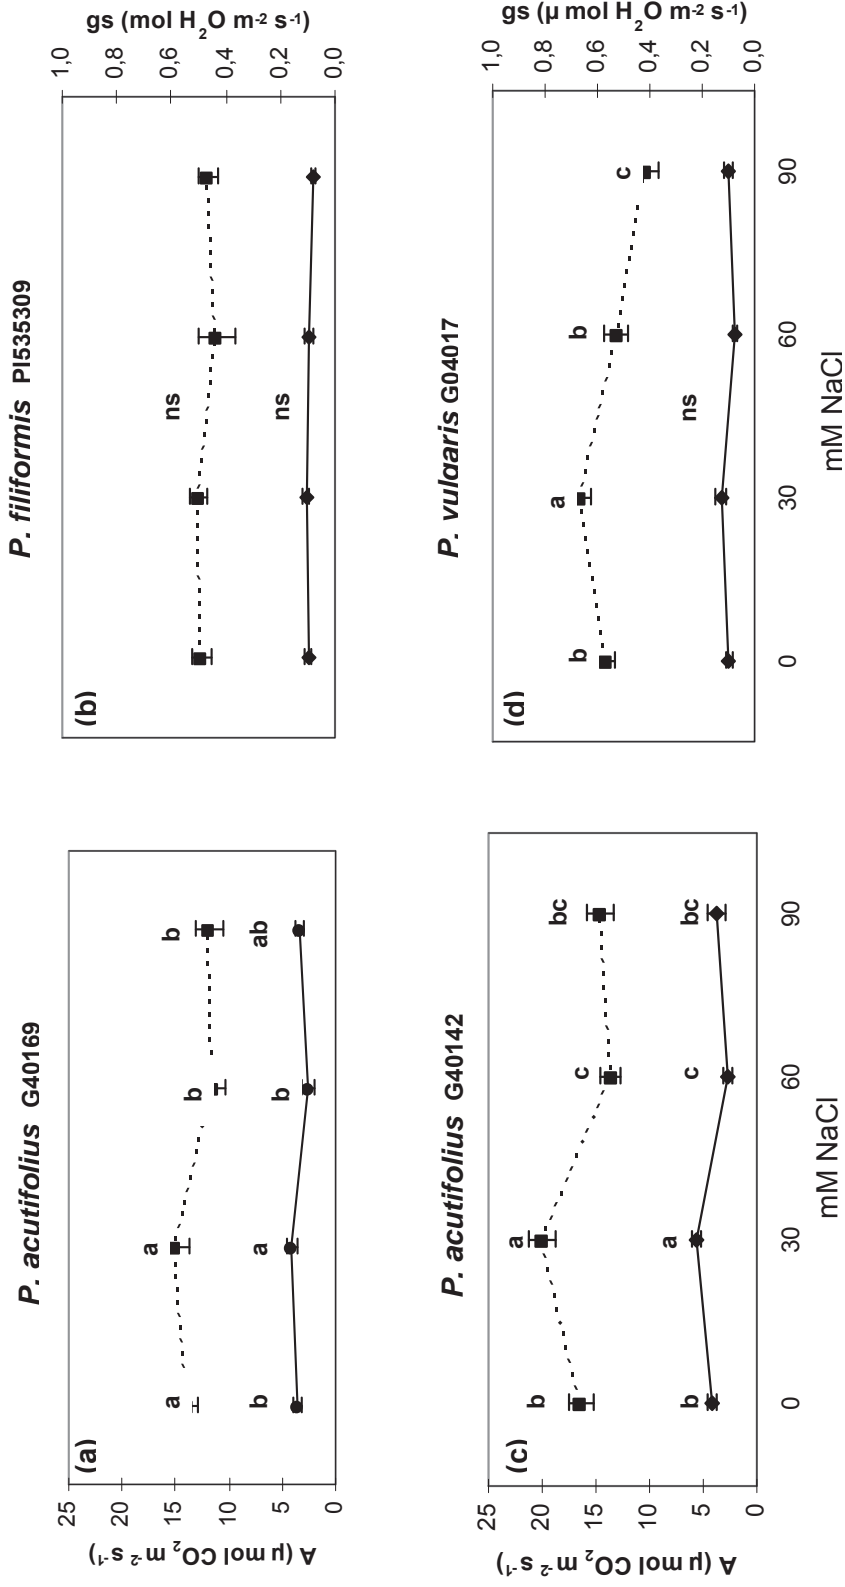 P. acutifolius G40169
(a)
25
20
15
10
5
0
A (µ mol CO₂ m⁻² s⁻¹)
a
a
b
b
b
a
b
ab
P. filiformis PI535309
(b)
ns
ns
1,0
0,8
0,6
0,4
0,2
0,0
gs (mol H₂O m⁻² s⁻¹)
P. acutifolius G40142
(c)
25
20
15
10
5
0
A (µ mol CO₂ m⁻² s⁻¹)
b
a
c
bc
b
a
c
bc
0
30
60
90
mM NaCl
P. vulgaris G04017
(d)
b
a
b
c
ns
1,0
0,8
0,6
0,4
0,2
0,0
gs (µ mol H₂O m⁻² s⁻¹)
0
30
60
90
mM NaCl